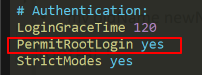 # Authentication:
LoginGraceTime 120
PermitRootLogin yes
StrictModes yes